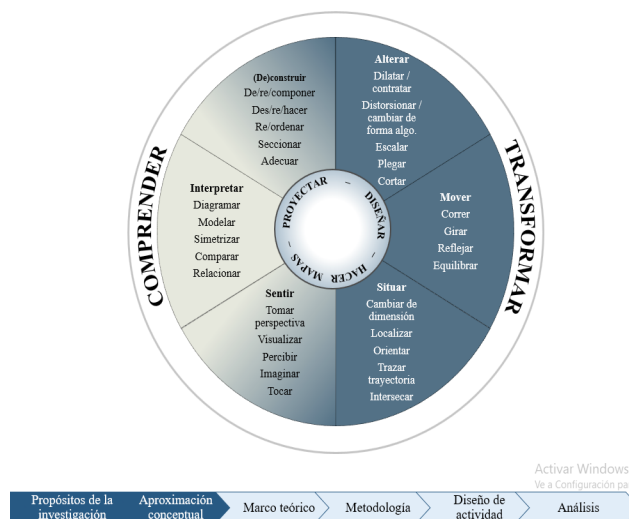 COMPRENDER
TRANSFORMAR
PROYECTAR – DISEÑAR – HACER MAPAS –
(De)construir
De/re/componer
Des/re/hacer
Re/ordenar
Seccionar
Adecuar
Alterar
Dilatar /
contratar
Distorsionar /
cambiar de
forma algo.
Escalar
Plegar
Cortar
Interpretar
Diagramar
Modelar
Simetrizar
Comparar
Relacionar
Mover
Correr
Girar
Reflejar
Equilibrar
Sentir
Tomar
perspectiva
Visualizar
Percibir
Imaginar
Tocar
Situar
Cambiar de
dimensión
Localizar
Orientar
Trazar
trayectoria
Intersecar
Activar Windows
Ve a Configuración pa
Propósitos de la
investigación
Aproximación
conceptual
Marco teórico
Metodología
Diseño de
actividad
Análisis